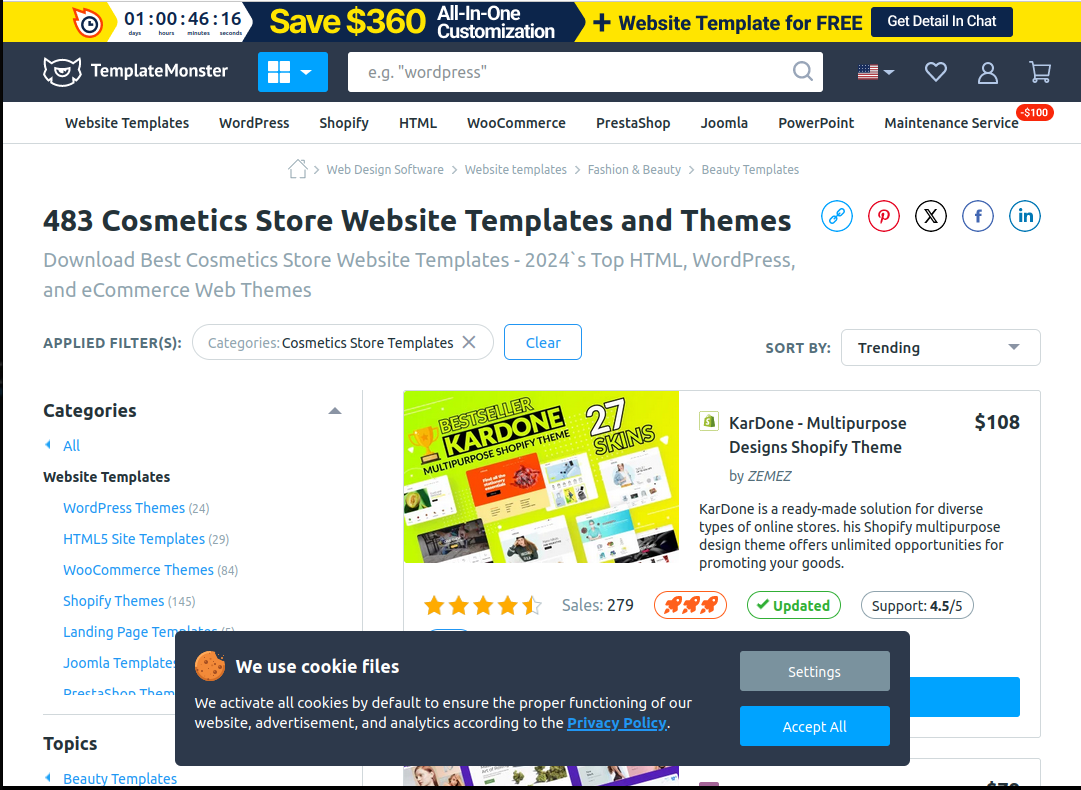 01:00:46:16
days hours minutes seconds
Save $360 All-In-One Customization
+ Website Template for FREE
Get Detail In Chat
TemplateMonster
e.g. "wordpress"
Website Templates
WordPress
Shopify
HTML
WooCommerce
PrestaShop
Joomla
PowerPoint
Maintenance Service
-$100
Web Design Software > Website templates > Fashion & Beauty > Beauty Templates
483 Cosmetics Store Website Templates and Themes
Download Best Cosmetics Store Website Templates - 2024`s Top HTML, WordPress,
and eCommerce Web Themes
APPLIED FILTER(S):
Categories: Cosmetics Store Templates
Clear
SORT BY:
Trending
Categories
All
Website Templates
WordPress Themes (24)
HTML5 Site Templates (29)
WooCommerce Themes (84)
Shopify Themes (145)
Landing Page Templates (5)
Joomla Templates
PrestaShop Them
Topics
Beauty Templates
BESTSELLER
KARDONE
MULTIPURPOSE SHOPIFY THEME
27
SKINS
KarDone - Multipurpose
Designs Shopify Theme
$108
by ZEMEZ
KarDone is a ready-made solution for diverse
types of online stores. his Shopify multipurpose
design theme offers unlimited opportunities for
promoting your goods.
Sales: 279
Updated
Support: 4.5/5
We use cookie files
We activate all cookies by default to ensure the proper functioning of our
website, advertisement, and analytics according to the Privacy Policy.
Settings
Accept All